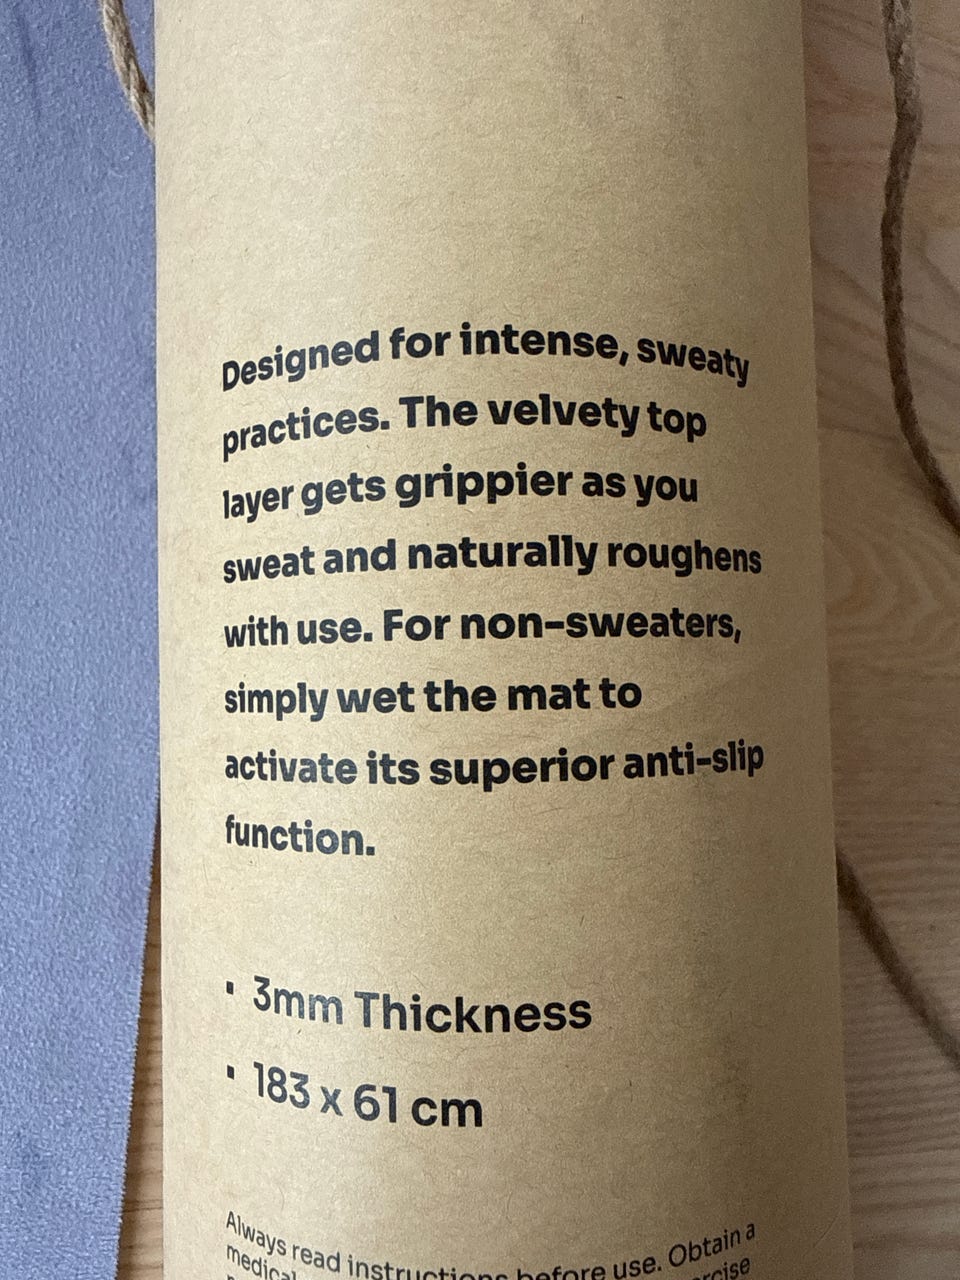 Designed for intense, sweaty
practices. The velvety top
layer gets grippier as you
sweat and naturally roughens
with use. For non-sweaters,
simply wet the mat to
activate its superior anti-slip
function.
▪ 3mm Thickness
▪ 183 x 61 cm
Always read instructions before use. Obtain a
medical